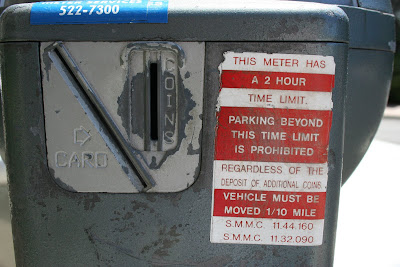 522-7300
COINS
CARD
THIS METER HAS
A 2 HOUR
TIME LIMIT.
PARKING BEYOND
THIS TIME LIMIT
IS PROHIBITED
REGARDLESS OF THE
DEPOSIT OF ADDITIONAL COINS.
VEHICLE MUST BE
MOVED 1/10 MILE
S.M.M.C. 11.44.160
S.M.M.C. 11.32.090